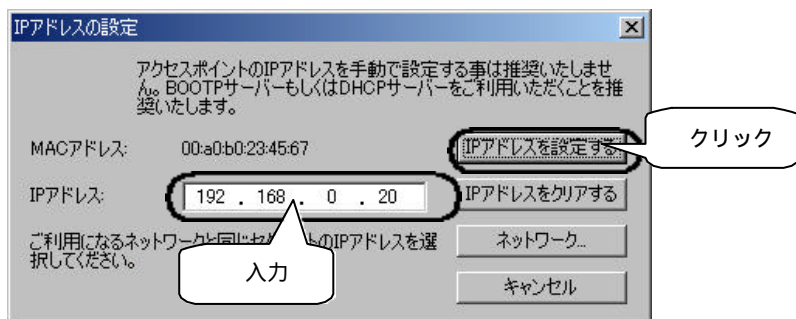 IPアドレスの設定
アクセスポイントのIPアドレスを手動で設定する事は推奨いたしませ
ん。BOOTPサーバーもしくはDHCPサーバーをご利用いただくことを推
奨いたします。
MACアドレス: 00:a0:b0:23:45:67
IPアドレスを設定する
クリック
IPアドレス: 192 . 168 . 0 . 20
IPアドレスをクリアする
ご利用になるネットワークと同じセ トのIPアドレスを選
択してください。
入力
ネットワーク...
キャンセル